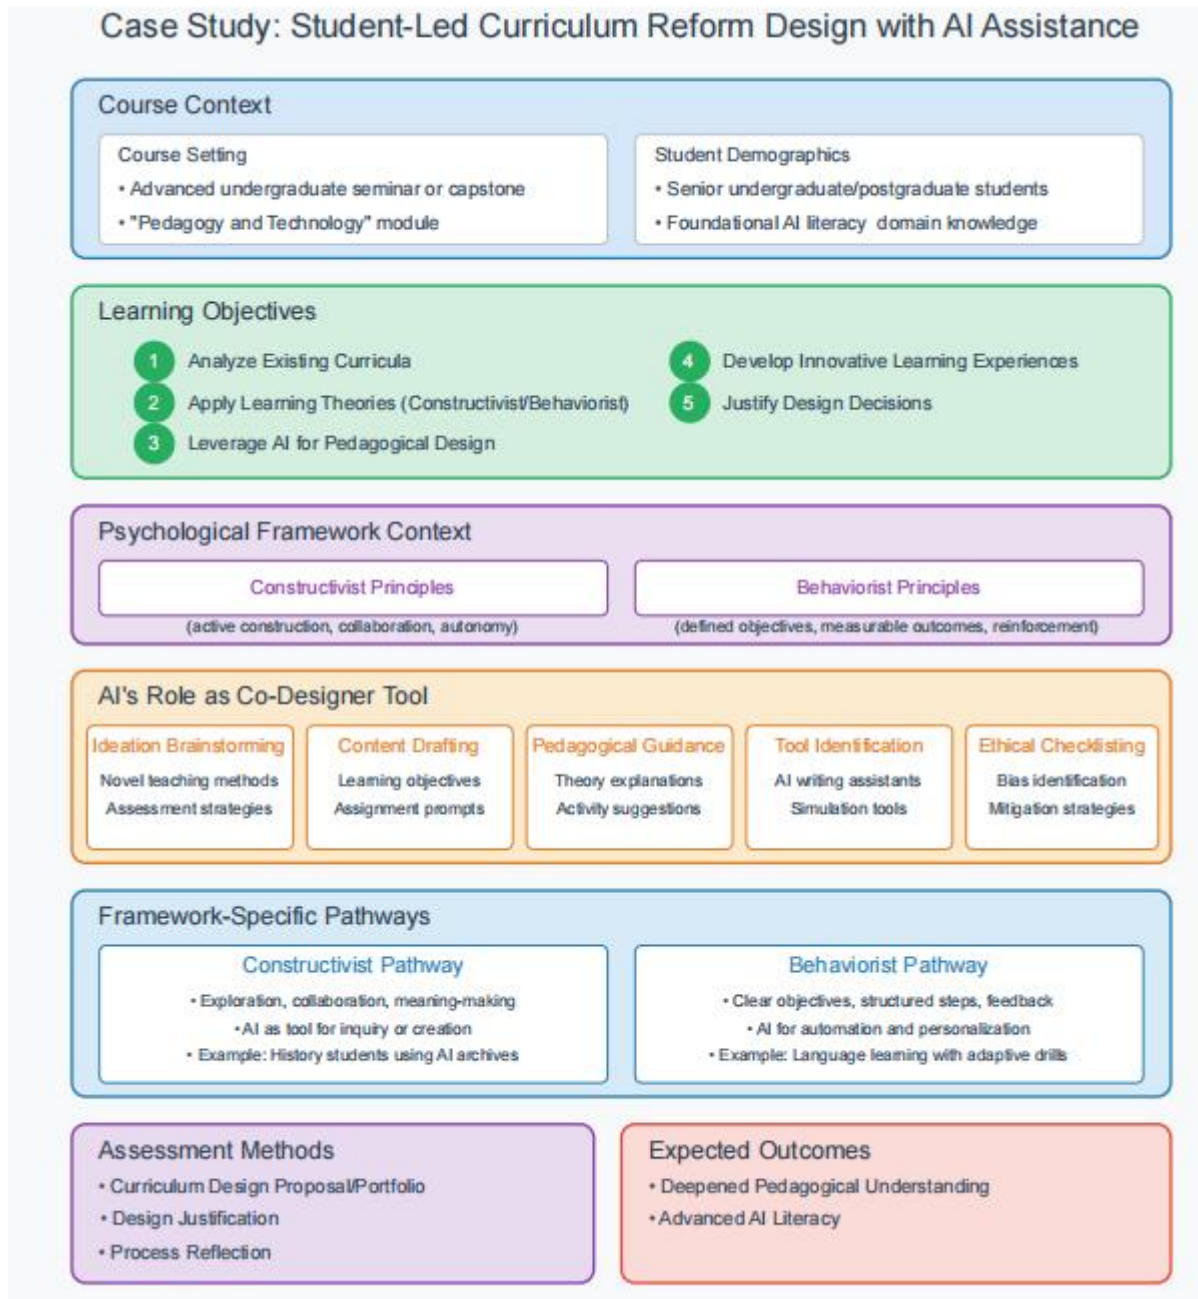 Case Study: Student-Led Curriculum Reform Design with AI Assistance
Course Context
Course Setting
• Advanced undergraduate seminar or capstone
• "Pedagogy and Technology" module
Student Demographics
• Senior undergraduate/postgraduate students
• Foundational AI literacy domain knowledge
Learning Objectives
1 Analyze Existing Curricula
2 Apply Learning Theories (Constructivist/Behaviorist)
3 Leverage AI for Pedagogical Design
4 Develop Innovative Learning Experiences
5 Justify Design Decisions
Psychological Framework Context
Constructivist Principles
(active construction, collaboration, autonomy)
Behaviorist Principles
(defined objectives, measurable outcomes, reinforcement)
AI's Role as Co-Designer Tool
Ideation Brainstorming
Novel teaching methods
Assessment strategies
Content Drafting
Learning objectives
Assignment prompts
Pedagogical Guidance
Theory explanations
Activity suggestions
Tool Identification
AI writing assistants
Simulation tools
Ethical Checklisting
Bias identification
Mitigation strategies
Framework-Specific Pathways
Constructivist Pathway
• Exploration, collaboration, meaning-making
• AI as tool for inquiry or creation
• Example: History students using AI archives
Behaviorist Pathway
• Clear objectives, structured steps, feedback
• AI for automation and personalization
• Example: Language learning with adaptive drills
Assessment Methods
• Curriculum Design Proposal/Portfolio
• Design Justification
• Process Reflection
Expected Outcomes
• Deepened Pedagogical Understanding
• Advanced AI Literacy